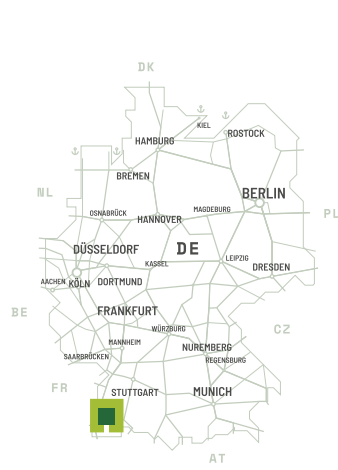 DK
KIEL
ROSTOCK
HAMBURG
BREMEN
NL
BERLIN
OSNABRÜCK
MAGDEBURG
PL
HANNOVER
DÜSSELDORF
DE
LEIPZIG
KASSEL
DRESDEN
AACHEN
KÖLN
DORTMUND
BE
FRANKFURT
WÜRZBURG
CZ
MANNHEIM
NUREMBERG
SAARBRÜCKEN
REGENSBURG
FR
STUTTGART
MUNICH
AT